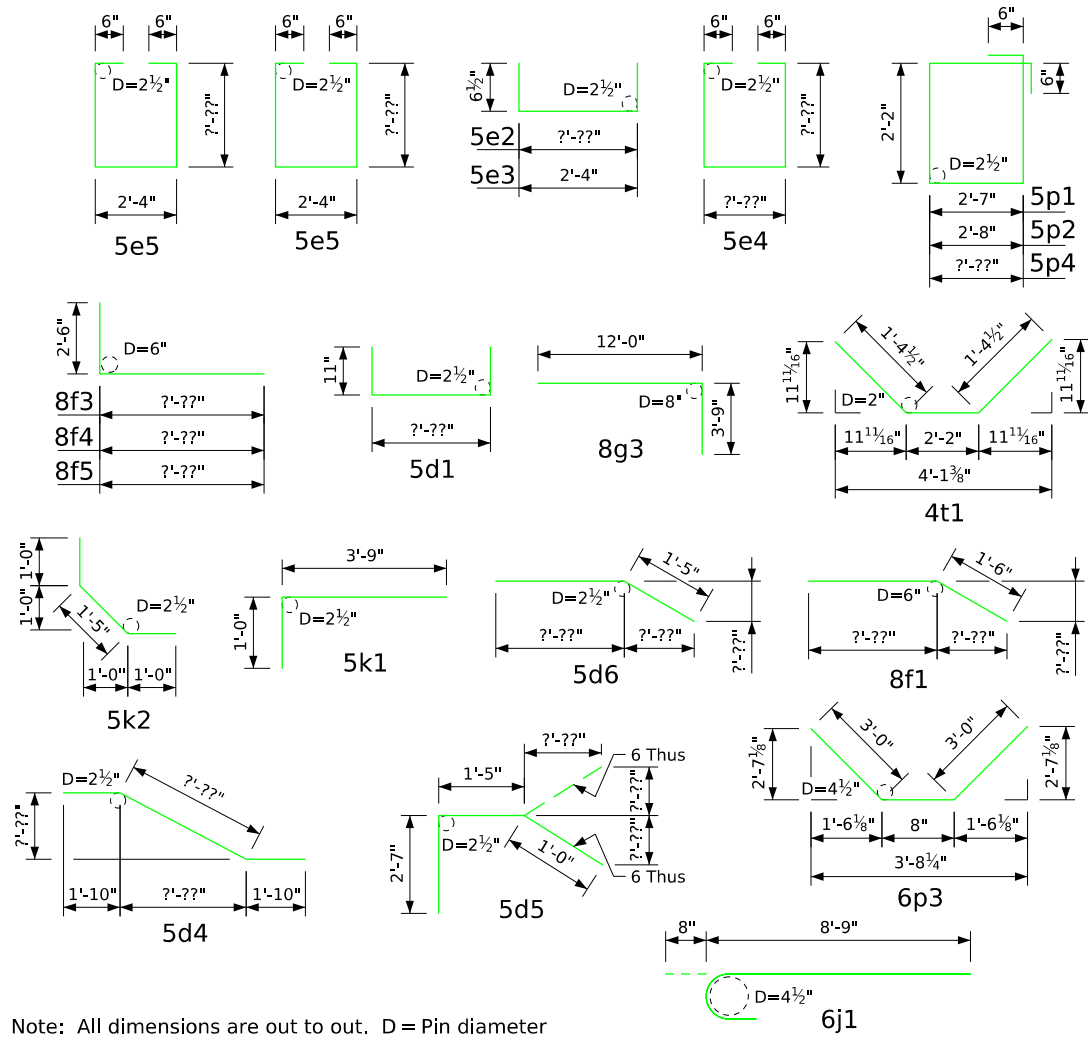 6" 6"
D=2½"
?'-??"
2'-4"
5e5
6" 6"
D=2½"
?'-??"
2'-4"
5e5
6½"
D=2½"
5e2 ?'-??"
5e3 2'-4"
6" 6"
D=2½"
?'-??"
?'-??"
5e4
6"
6"
2'-2"
D=2½"
2'-7" 5p1
2'-8" 5p2
?'-??" 5p4
2'-6"
D=6"
8f3 ?'-??"
8f4 ?'-??"
8f5 ?'-??"
11"
D=2½"
?'-??"
5d1
12'-0"
D=8"
3'-9"
8g3
1'-4½" 1'-4½"
11¹¹⁄₁₆" 11¹¹⁄₁₆"
D=2"
11¹¹⁄₁₆" 2'-2" 11¹¹⁄₁₆"
4'-1⅜"
4t1
1'-0"
1'-0"
D=2½"
1'-5"
1'-0" 1'-0"
5k2
3'-9"
1'-0"
D=2½"
5k1
1'-5"
D=2½"
?'-??" ?'-??"
?'-??"
5d6
1'-6"
D=6"
?'-??" ?'-??"
?'-??"
8f1
D=2½"
?'-??"
?'-??"
1'-10" ?'-??" 1'-10"
5d4
?'-??"
1'-5" 6 Thus
?'-??"
D=2½"
?'-??"
2'-7"
1'-0"
6 Thus
5d5
3'-0" 3'-0"
2'-7⅛" 2'-7⅛"
D=4½"
1'-6⅛" 8" 1'-6⅛"
3'-8¼"
6p3
8" 8'-9"
D=4½"
6j1
Note: All dimensions are out to out. D = Pin diameter